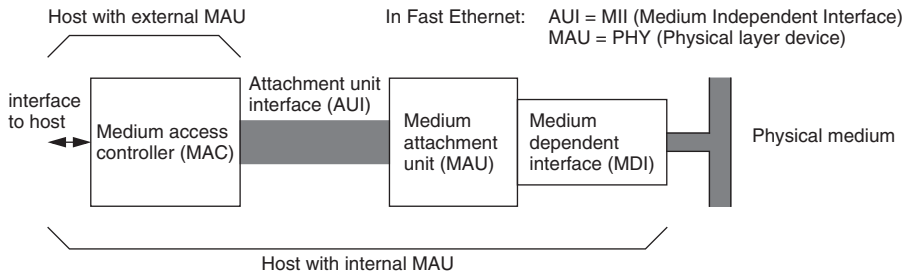 Host with external MAU
In Fast Ethernet: AUI = MII (Medium Independent Interface)
MAU = PHY (Physical layer device)
interface
to host
Medium access
controller (MAC)
Attachment unit
interface (AUI)
Medium
attachment
unit (MAU)
Medium
dependent
interface (MDI)
Physical medium
Host with internal MAU